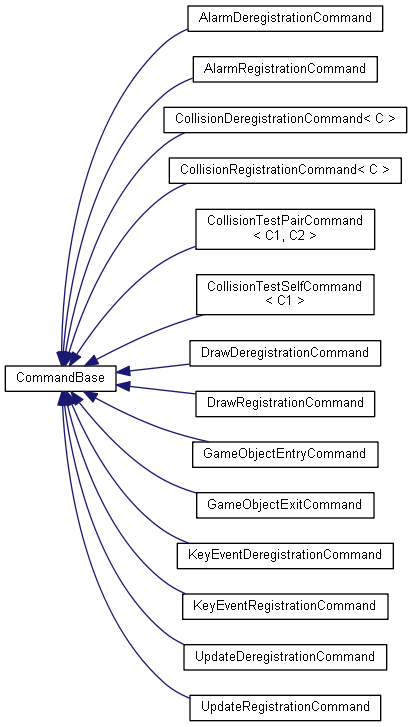 AlarmDeregistrationCommand
AlarmRegistrationCommand
CollisionDeregistrationCommand< C >
CollisionRegistrationCommand< C >
CollisionTestPairCommand
< C1, C2 >
CollisionTestSelfCommand
< C1 >
DrawDeregistrationCommand
CommandBase
DrawRegistrationCommand
GameObjectEntryCommand
GameObjectExitCommand
KeyEventDeregistrationCommand
KeyEventRegistrationCommand
UpdateDeregistrationCommand
UpdateRegistrationCommand